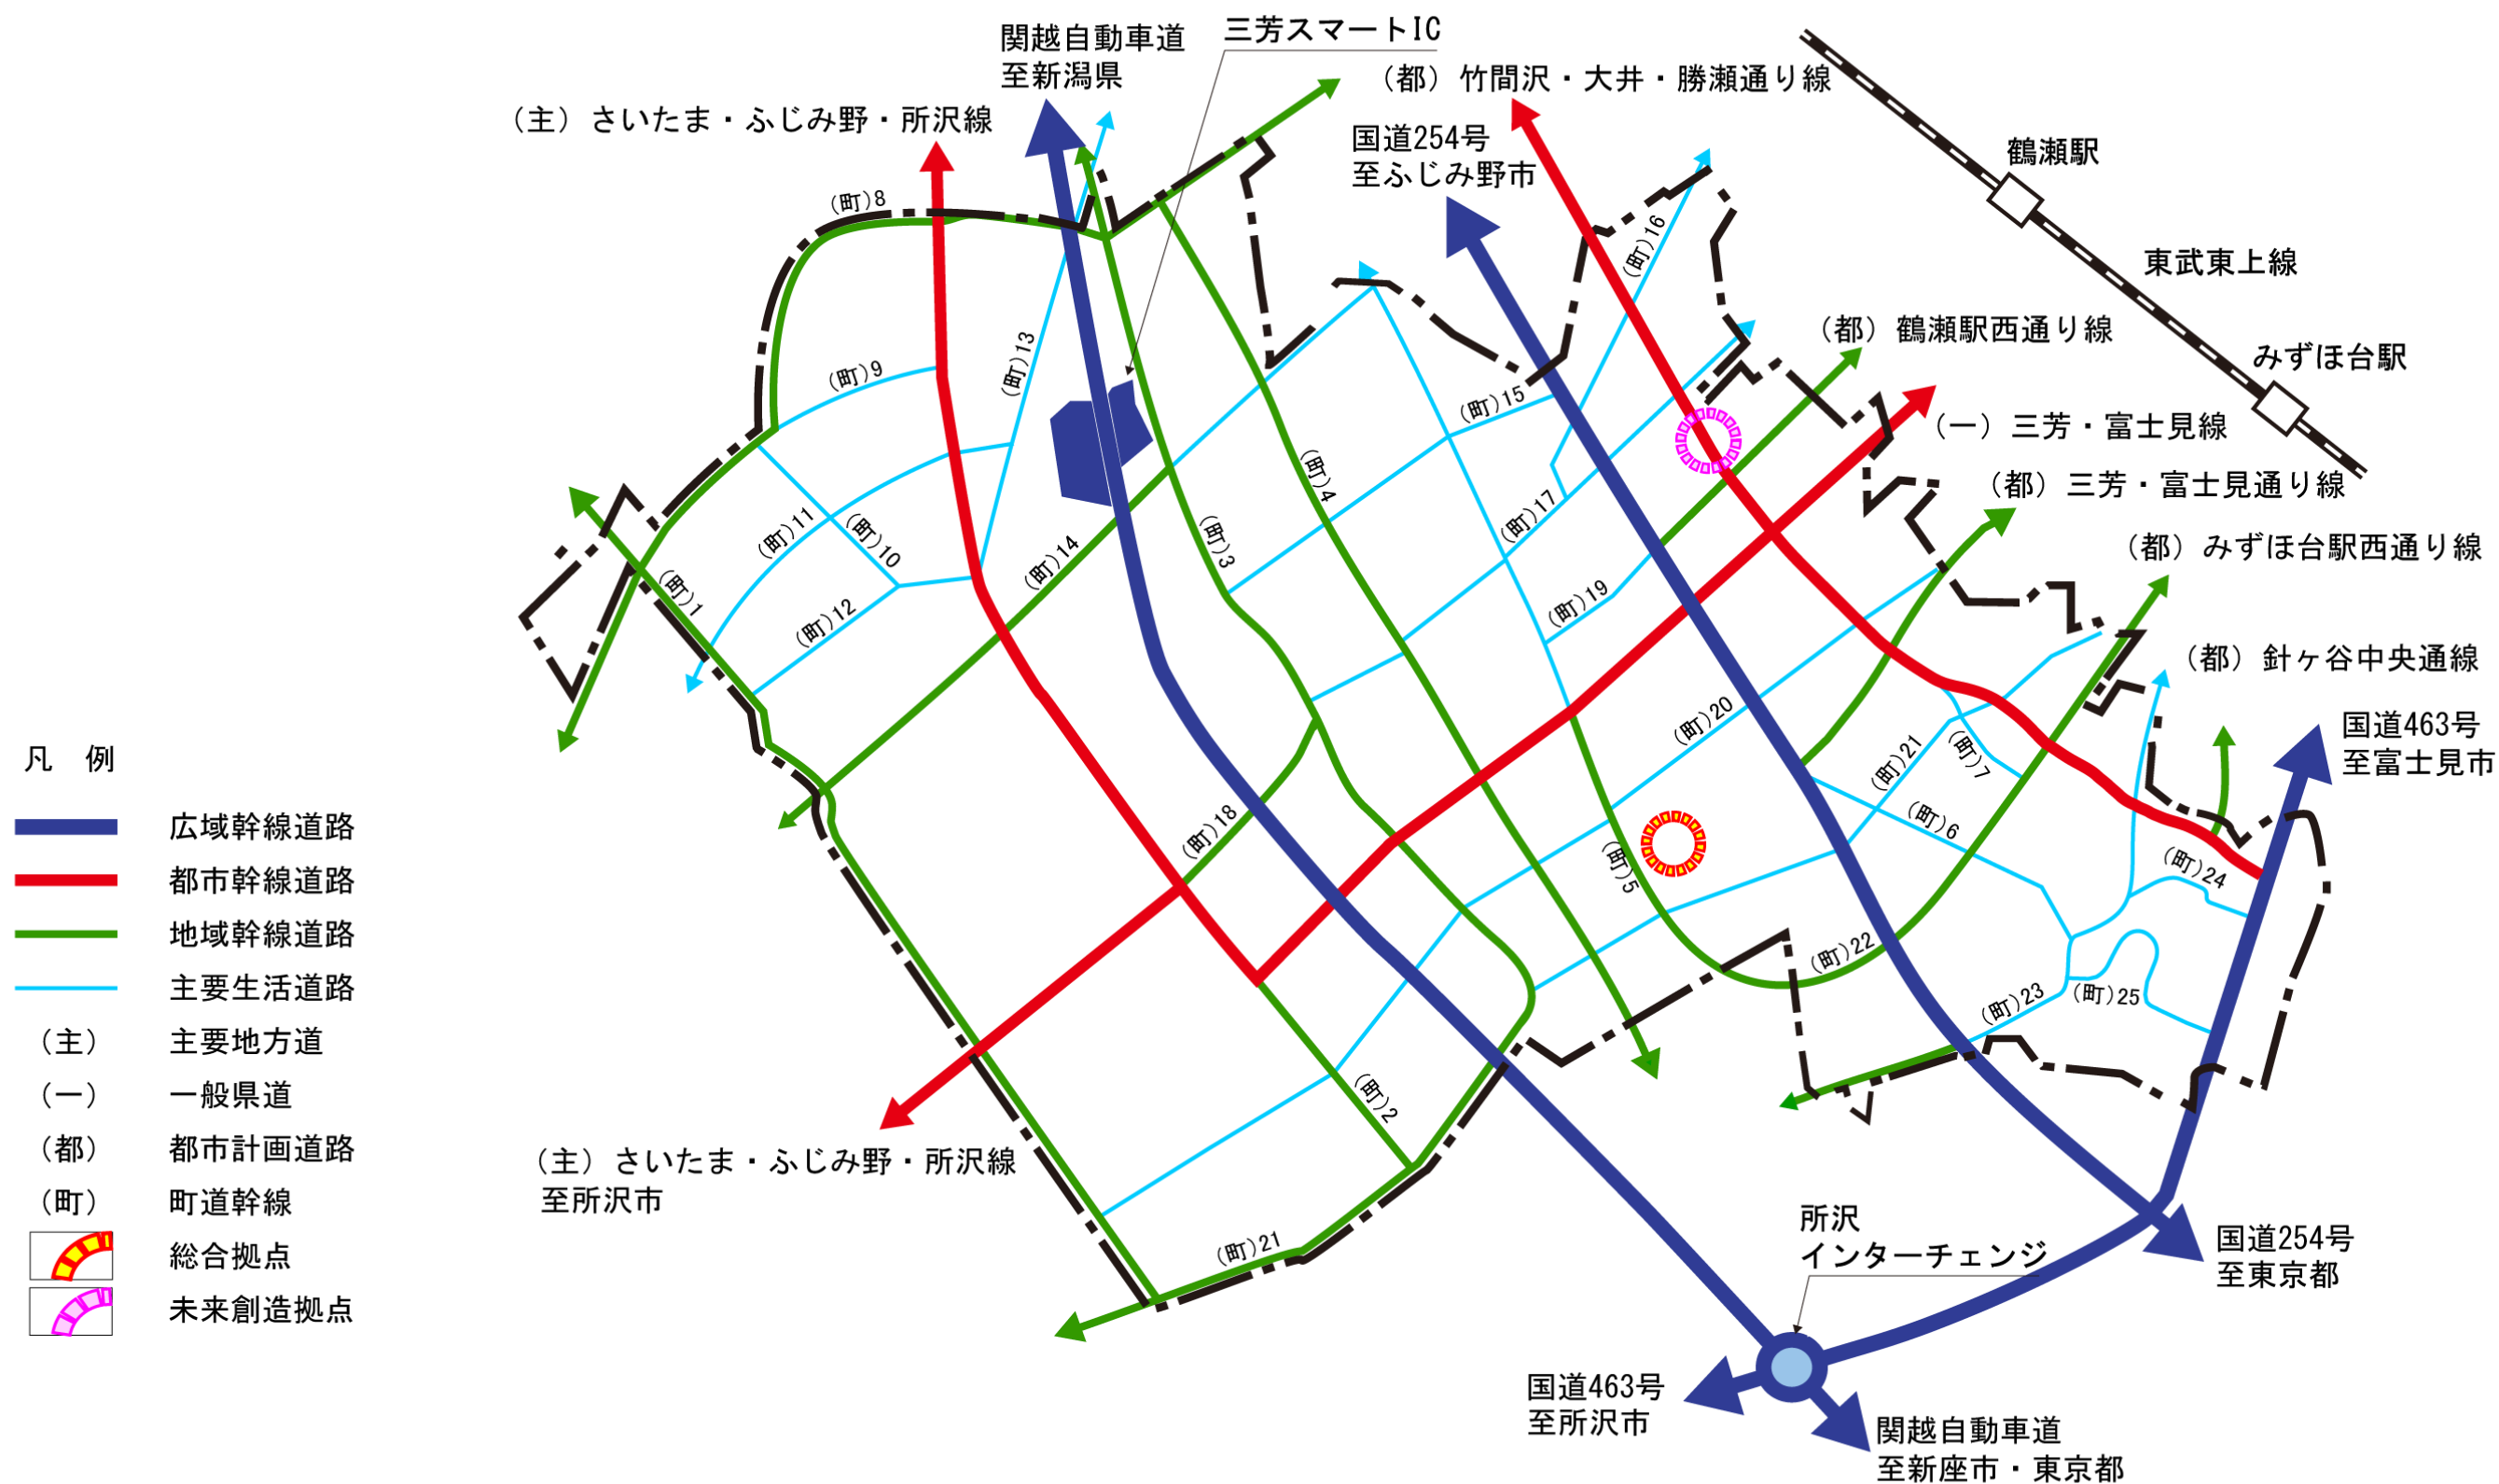 三芳スマートIC
関越自動車道
至新潟県
（主）さいたま・ふじみ野・所沢線
（都）竹間沢・大井・勝瀬通り線
国道254号
至ふじみ野市
鶴瀬駅
東武東上線
みずほ台駅
（都）鶴瀬駅西通り線
（一）三芳・富士見線
（都）三芳・富士見通り線
（都）みずほ台駅西通り線
（都）針ヶ谷中央通線
国道463号
至富士見市
(町)8
(町)9
(町)13
(町)16
(町)15
(町)4
(町)17
(町)3
(町)11
(町)10
(町)14
(町)1
(町)12
(町)19
(町)20
(町)21
(町)7
(町)6
(町)18
(町)5
(町)24
(町)22
(町)23
(町)25
(町)2
(町)21
（主）さいたま・ふじみ野・所沢線
至所沢市
所沢
インターチェンジ
国道254号
至東京都
国道463号
至所沢市
関越自動車道
至新座市・東京都
凡　例
広域幹線道路
都市幹線道路
地域幹線道路
主要生活道路
（主）　主要地方道
（一）　一般県道
（都）　都市計画道路
（町）　町道幹線
総合拠点
未来創造拠点